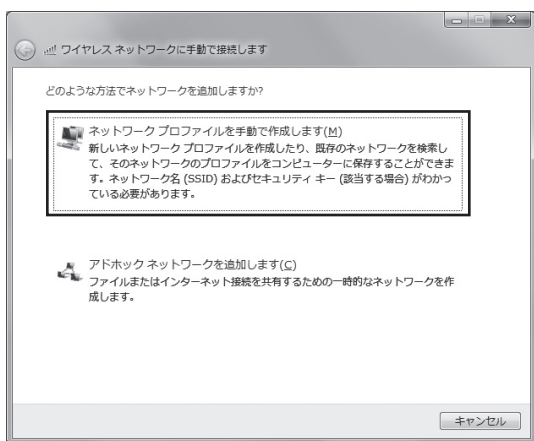 ワイヤレス ネットワークに手動で接続します
どのような方法でネットワークを追加しますか?
ネットワーク プロファイルを手動で作成します(M)
新しいネットワーク プロファイルを作成したり、既存のネットワークを検索し
て、そのネットワークのプロファイルをコンピューターに保存することができま
す。ネットワーク名 (SSID) およびセキュリティ キー (該当する場合) がわかっ
ている必要があります。
アドホック ネットワークを追加します(C)
ファイルまたはインターネット接続を共有するための一時的なネットワークを作
成します。
キャンセル